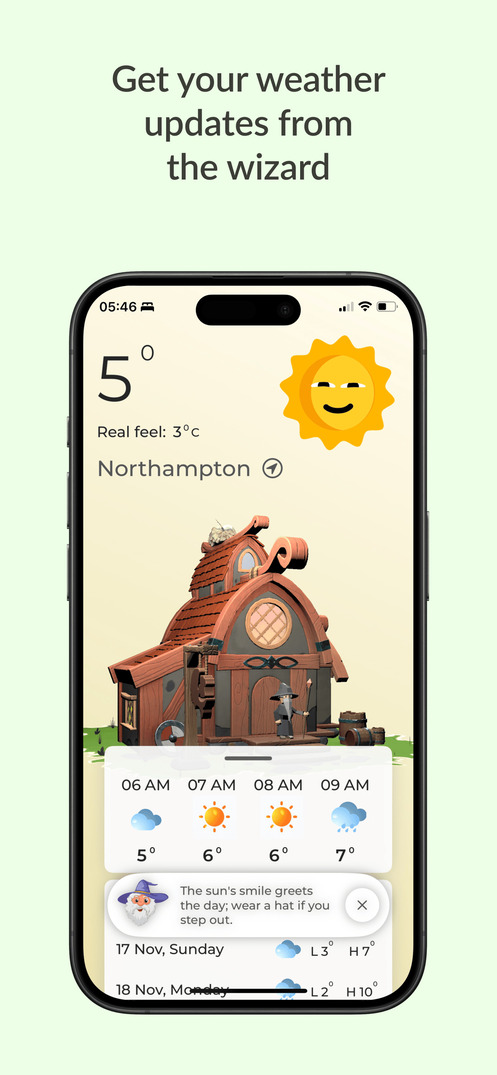 Get your weather
updates from
the wizard
05:46
5°
Real feel: 3°C
Northampton
06 AM 07 AM 08 AM 09 AM
5° 6° 6° 7°
The sun's smile greets
the day; wear a hat if you
step out.
17 Nov, Sunday L 3° H 7°
18 Nov, Monday L 2° H 10°